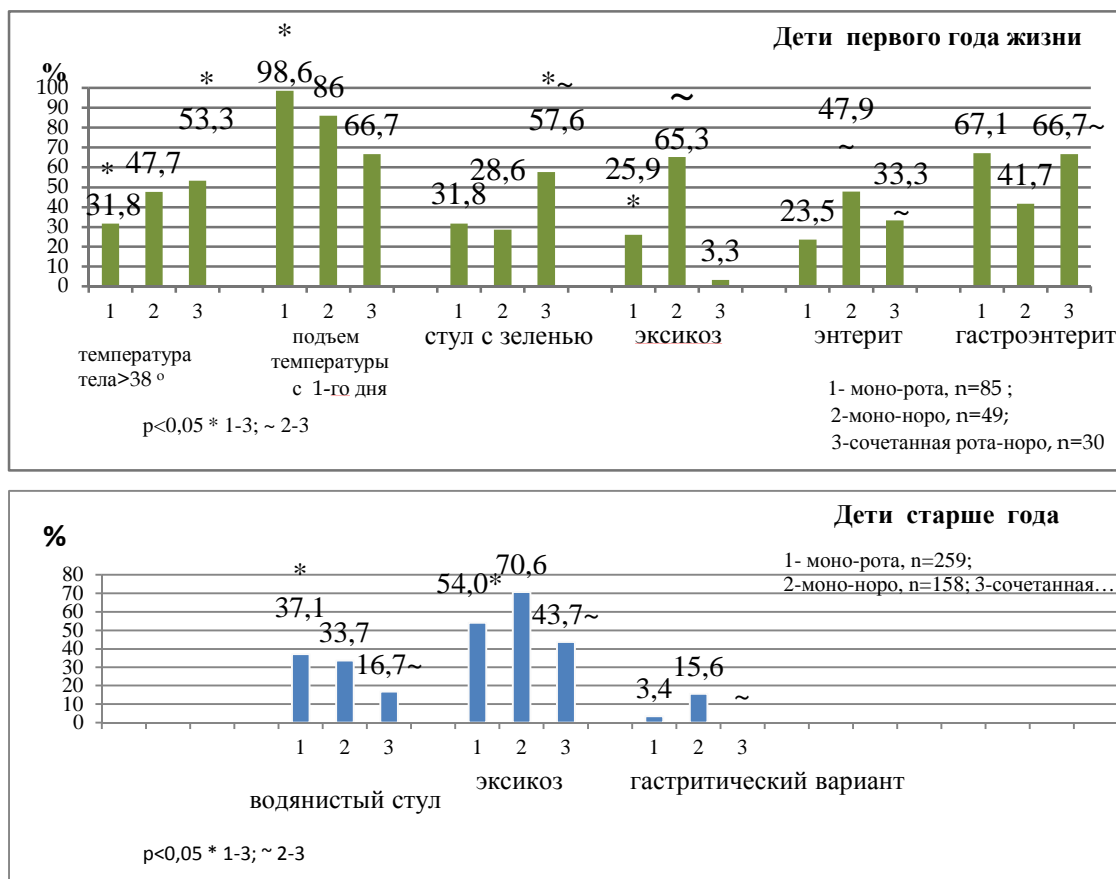 Дети первого года жизни
%
* * *~ ~
98,6 86 57,6 47,9
53,3 66,7 65,3 67,1 66,7~
* 47,7 28,6 25,9 ~ 41,7
31,8 31,8 * 33,3
23,5 ~
3,3
100
90
80
70
60
50
40
30
20
10
0
1 2 3 1 2 3 1 2 3 1 2 3 1 2 3 1 2 3
температура тела>38 °
подъем температуры с 1-го дня
стул с зеленью
эксикоз
энтерит
гастроэнтерит
p<0,05 * 1-3; ~ 2-3
1- моно-рота, n=85 ;
2-моно-норо, n=49;
3-сочетанная рота-норо, n=30
Дети старше года
%
1- моно-рота, n=259;
2-моно-норо, n=158; 3-сочетанная…
* 70,6
37,1 54,0*
33,7 43,7~
16,7~ 15,6
3,4 ~
80
70
60
50
40
30
20
10
0
1 2 3 1 2 3 1 2 3
водянистый стул
эксикоз
гастритический вариант
p<0,05 * 1-3; ~ 2-3